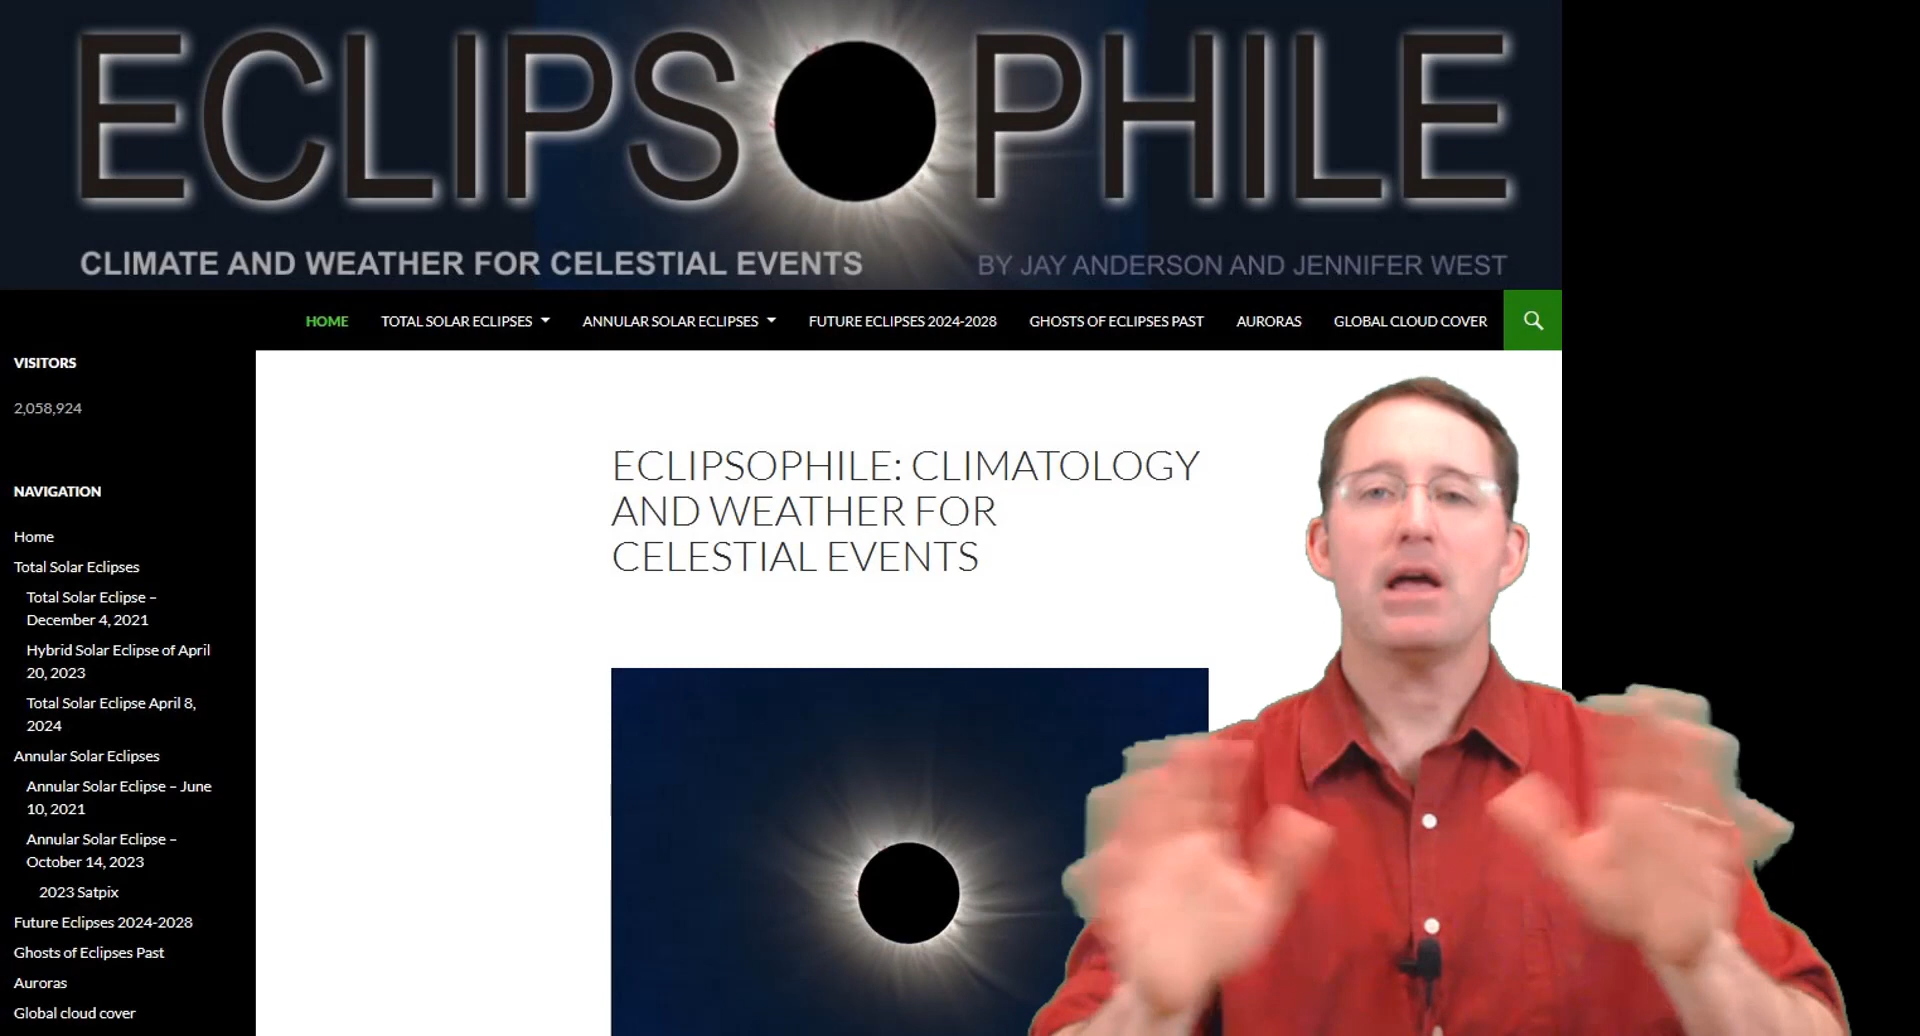 ECLIPSOPHILE
CLIMATE AND WEATHER FOR CELESTIAL EVENTS
BY JAY ANDERSON AND JENNIFER WEST
HOME
TOTAL SOLAR ECLIPSES
ANNULAR SOLAR ECLIPSES
FUTURE ECLIPSES 2024-2028
GHOSTS OF ECLIPSES PAST
AURORAS
GLOBAL CLOUD COVER
VISITORS
2,058,924
NAVIGATION
Home
Total Solar Eclipses
Total Solar Eclipse –
December 4, 2021
Hybrid Solar Eclipse of April
20, 2023
Total Solar Eclipse April 8,
2024
Annular Solar Eclipses
Annular Solar Eclipse – June
10, 2021
Annular Solar Eclipse –
October 14, 2023
2023 Satpix
Future Eclipses 2024-2028
Ghosts of Eclipses Past
Auroras
Global cloud cover
ECLIPSOPHILE: CLIMATOLOGY
AND WEATHER FOR
CELESTIAL EVENTS